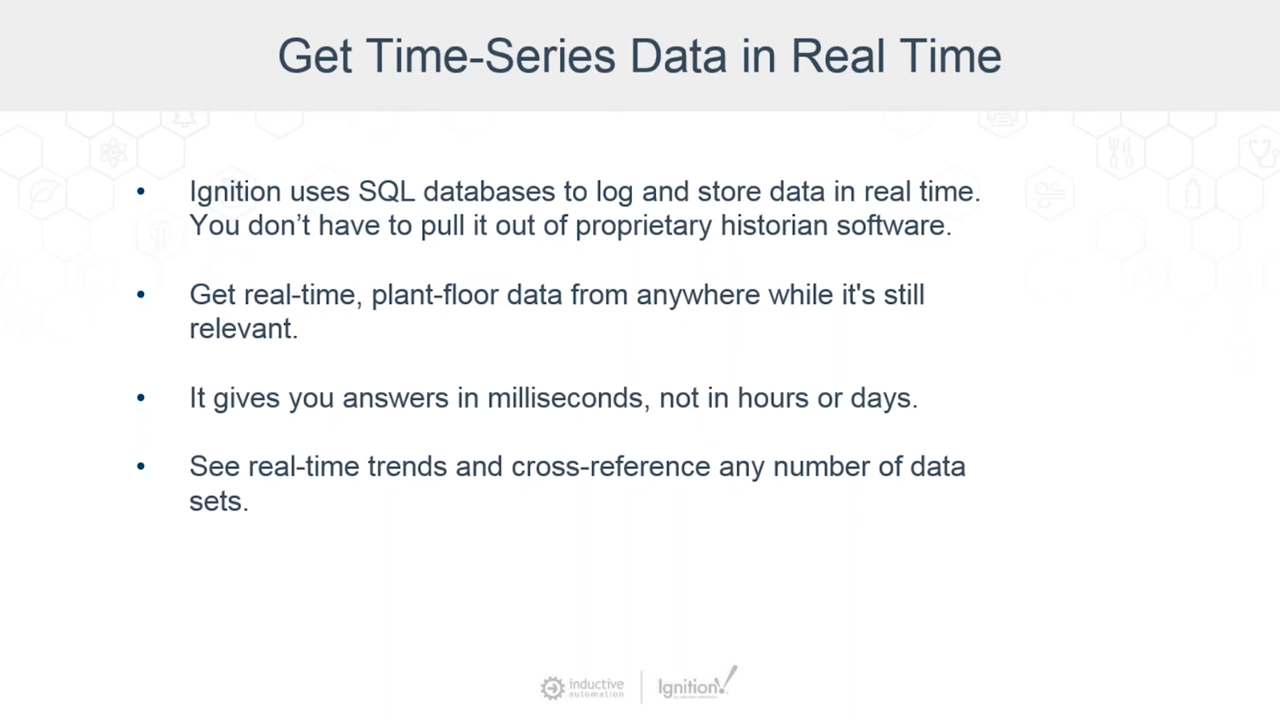 Get Time-Series Data in Real Time
• Ignition uses SQL databases to log and store data in real time.
You don’t have to pull it out of proprietary historian software.
• Get real-time, plant-floor data from anywhere while it's still
relevant.
• It gives you answers in milliseconds, not in hours or days.
• See real-time trends and cross-reference any number of data
sets.
inductive
automation
Ignition!